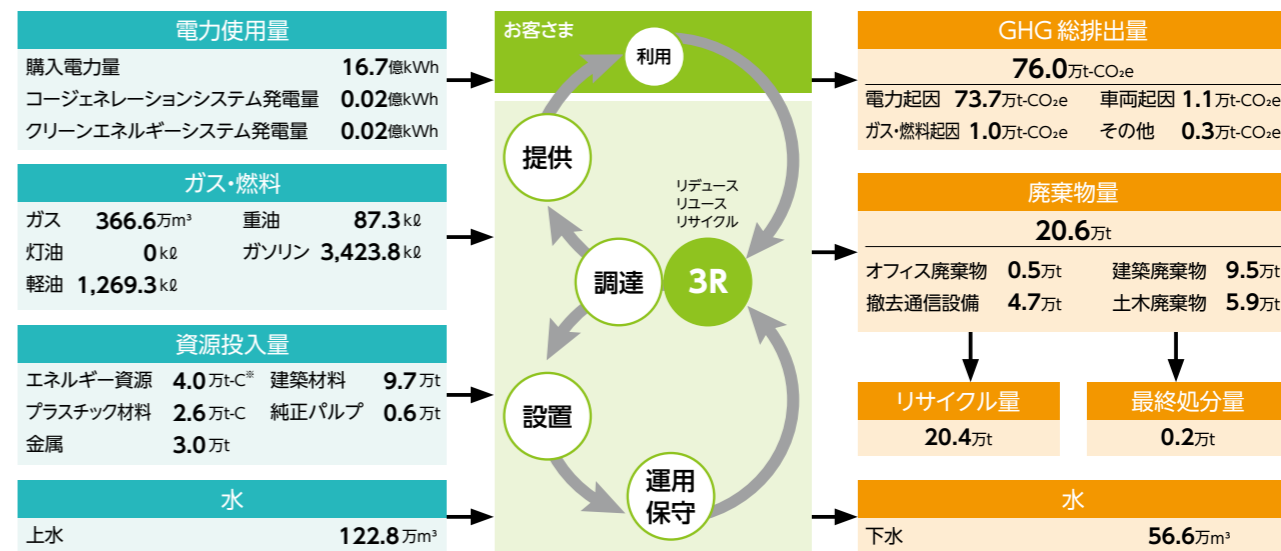 電力使用量
購入電力量 16.7億kWh
コージェネレーションシステム発電量 0.02億kWh
クリーンエネルギーシステム発電量 0.02億kWh
ガス・燃料
ガス 366.6万m³ 重油 87.3kℓ
灯油 0kℓ ガソリン 3,423.8kℓ
軽油 1,269.3kℓ
資源投入量
エネルギー資源 4.0万t-C※ 建築材料 9.7万t
プラスチック材料 2.6万t-C 純正パルプ 0.6万t
金属 3.0万t
水
上水 122.8万m³
お客さま
利用
提供
リデュース
リユース
リサイクル
調達
3R
設置
運用
保守
GHG総排出量
76.0万t-CO₂e
電力起因 73.7万t-CO₂e 車両起因 1.1万t-CO₂e
ガス・燃料起因 1.0万t-CO₂e その他 0.3万t-CO₂e
廃棄物量
20.6万t
オフィス廃棄物 0.5万t 建築廃棄物 9.5万t
撤去通信設備 4.7万t 土木廃棄物 5.9万t
リサイクル量
20.4万t
最終処分量
0.2万t
水
下水 56.6万m³